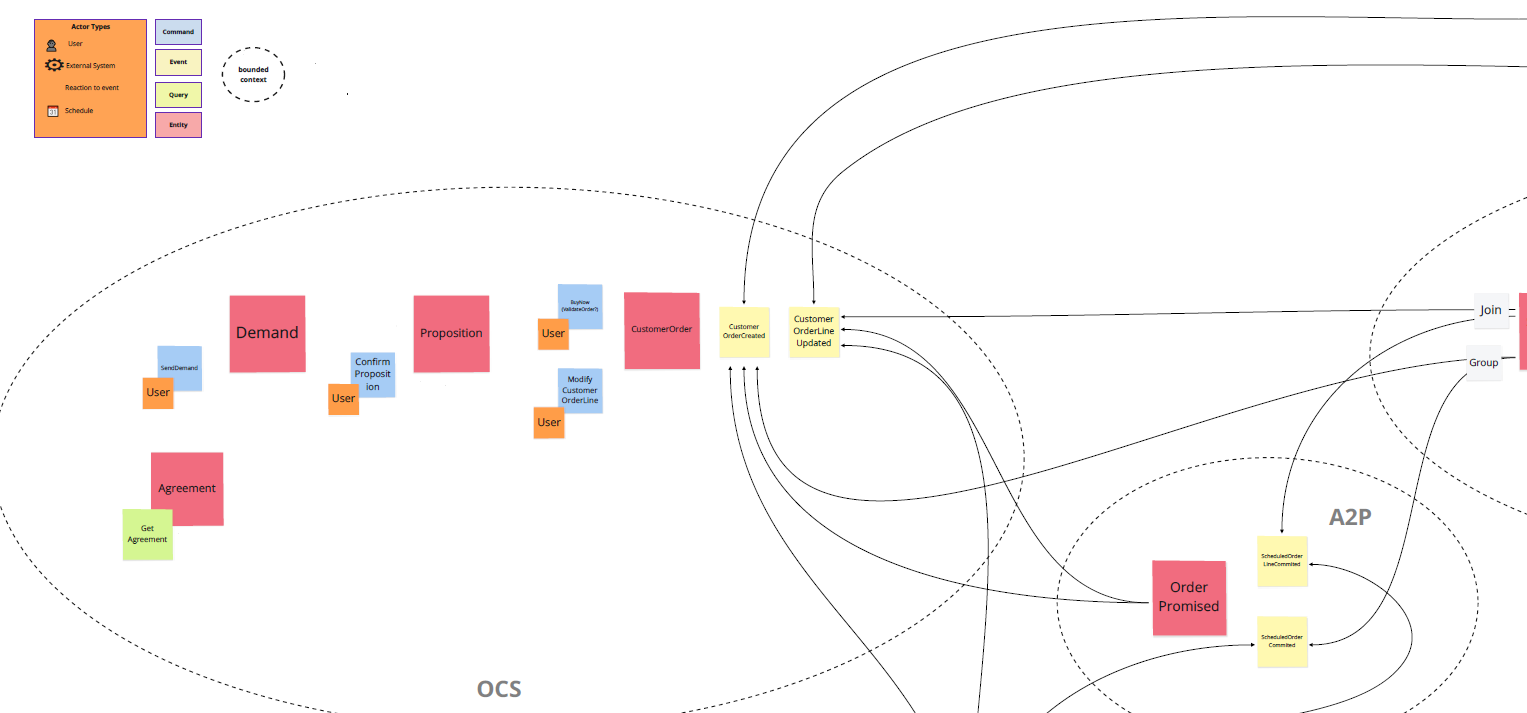 Actor Types
User
External System
Reaction to event
31
Schedule
Command
Event
Query
Entity
bounded
context
Demand
SendDemand
User
Agreement
Get
Agreement
Proposition
Confirm
Proposit
ion
User
BuyNow
(ValidateOrder?)
User
Modify
Customer
OrderLine
User
CustomerOrder
Customer
OrderCreated
Customer
OrderLine
Updated
OCS
Join
Group
A2P
Order
Promised
ScheduledOrder
LineCommited
ScheduledOrder
Commited